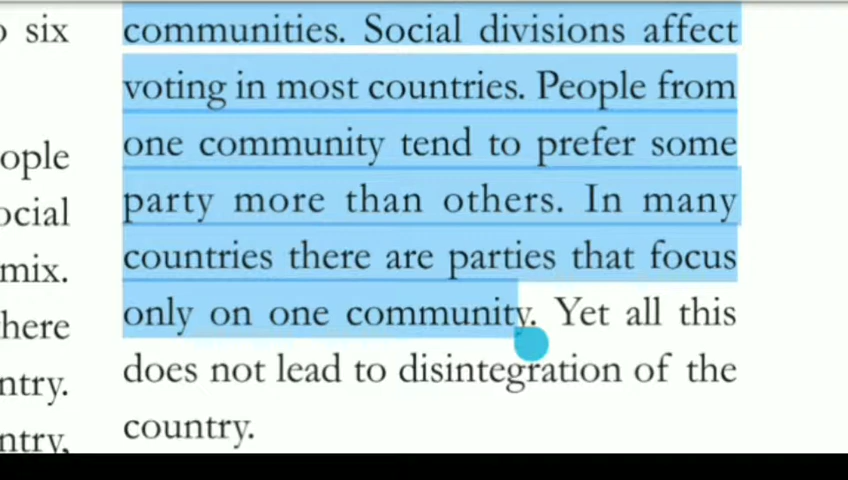 six
ople
ocial
mix.
here
ntry.
ntry,
communities. Social divisions affect
voting in most countries. People from
one community tend to prefer some
party more than others. In many
countries there are parties that focus
only on one community. Yet all this
does not lead to disintegration of the
country.